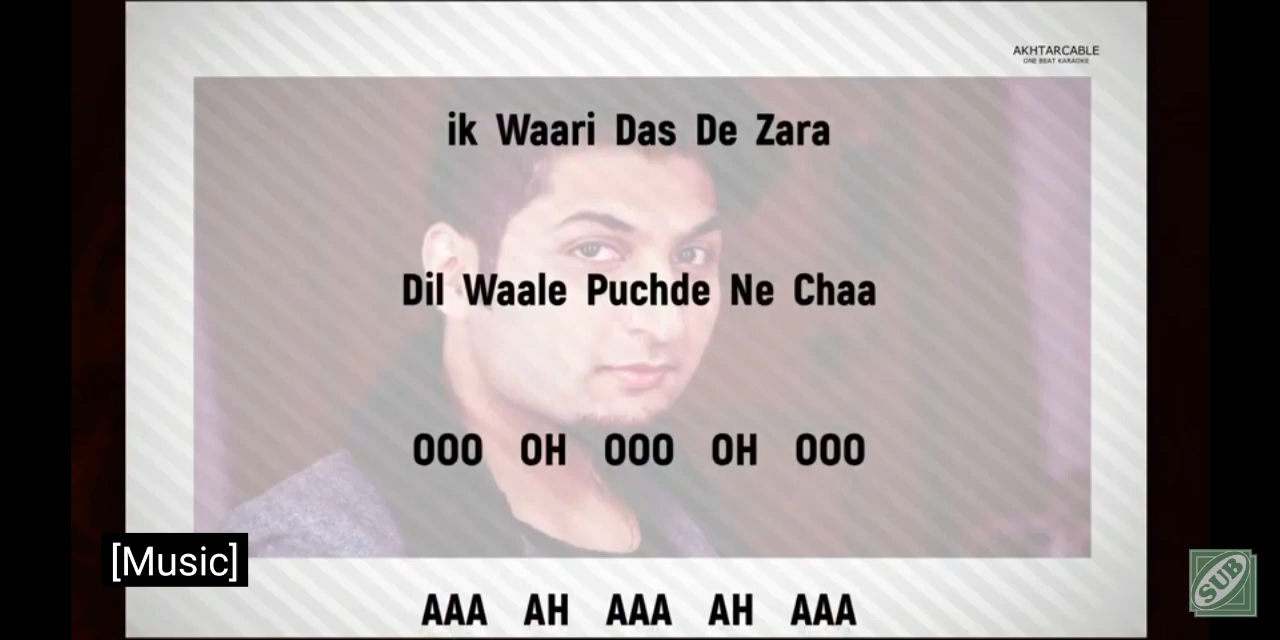 AKHTARCABLE
ONE BEAT KARAOKE
ik Waari Das De Zara
Dil Waale Puchde Ne Chaa
OOO OH OOO OH OOO
[Music]
SUB
AAA AH AAA AH AAA